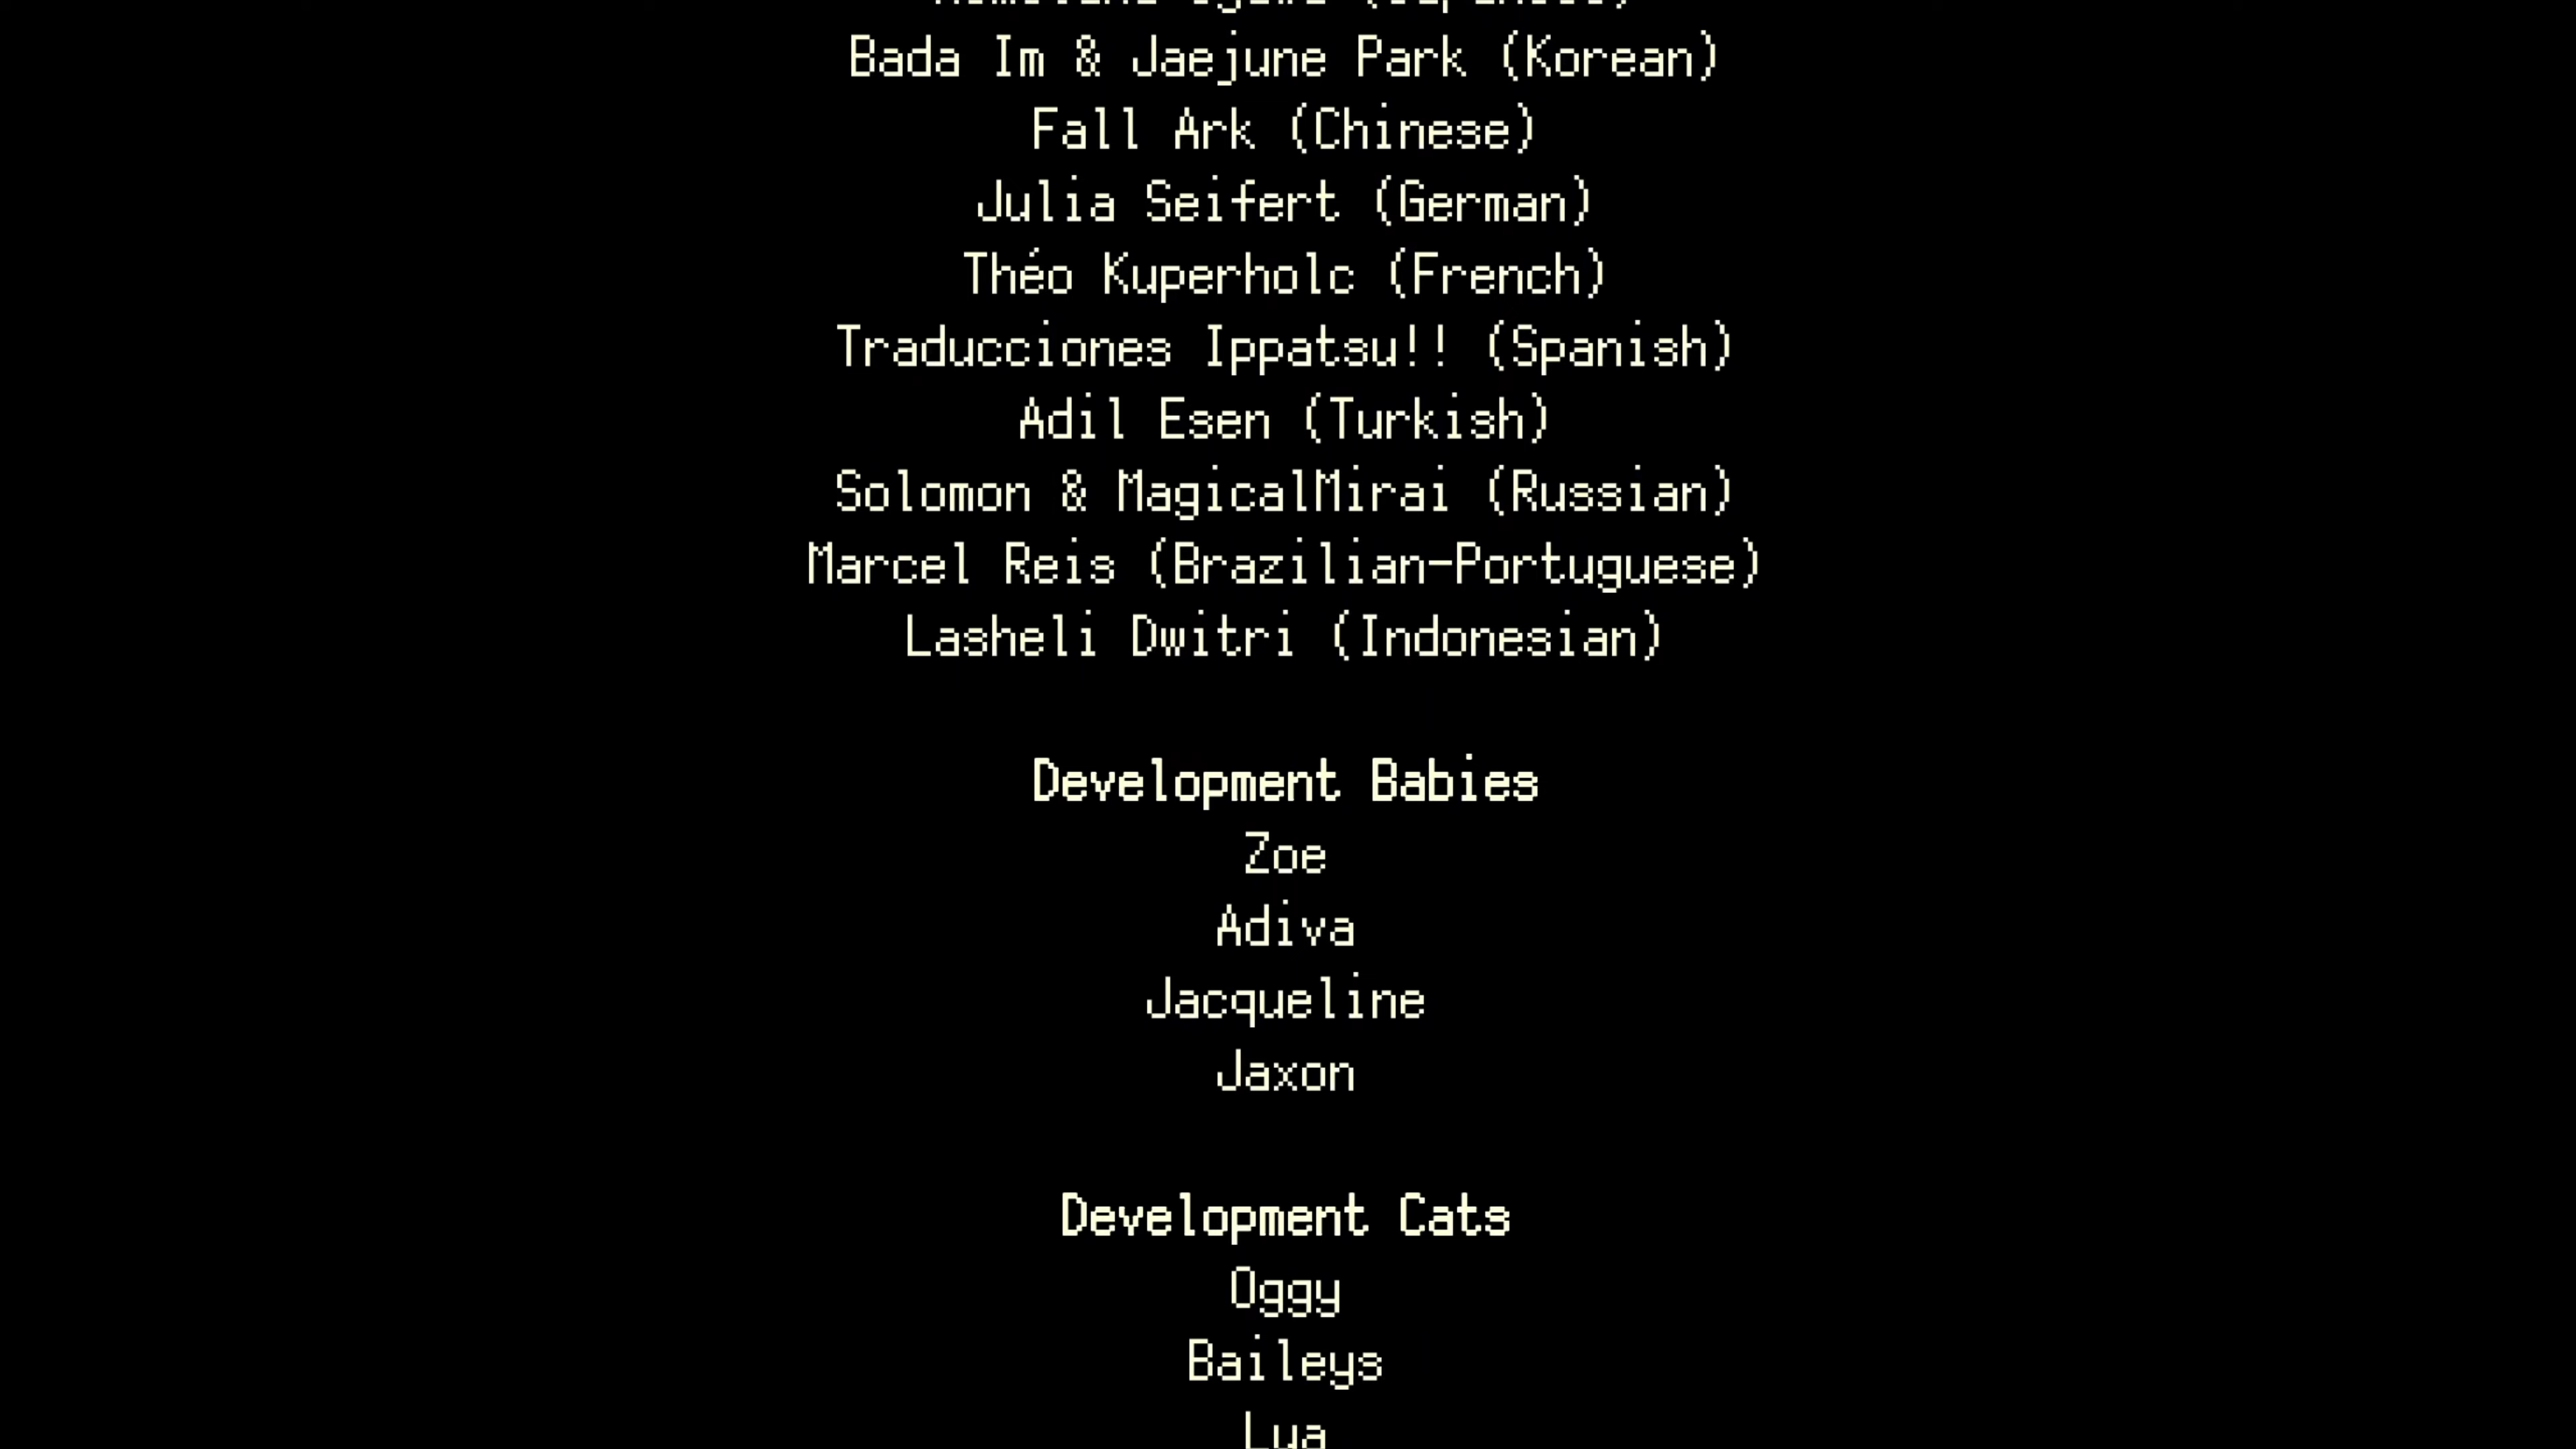 Bada Im & Jaejune Park (Korean)
Fall Ark (Chinese)
Julia Seifert (German)
Théo Kuperholc (French)
Traducciones Ippatsu!! (Spanish)
Adil Esen (Turkish)
Solomon & MagicalMirai (Russian)
Marcel Reis (Brazilian-Portuguese)
Lasheli Dwitri (Indonesian)
Development Babies
Zoe
Adiva
Jacqueline
Jaxon
Development Cats
Oggy
Baileys
Lua